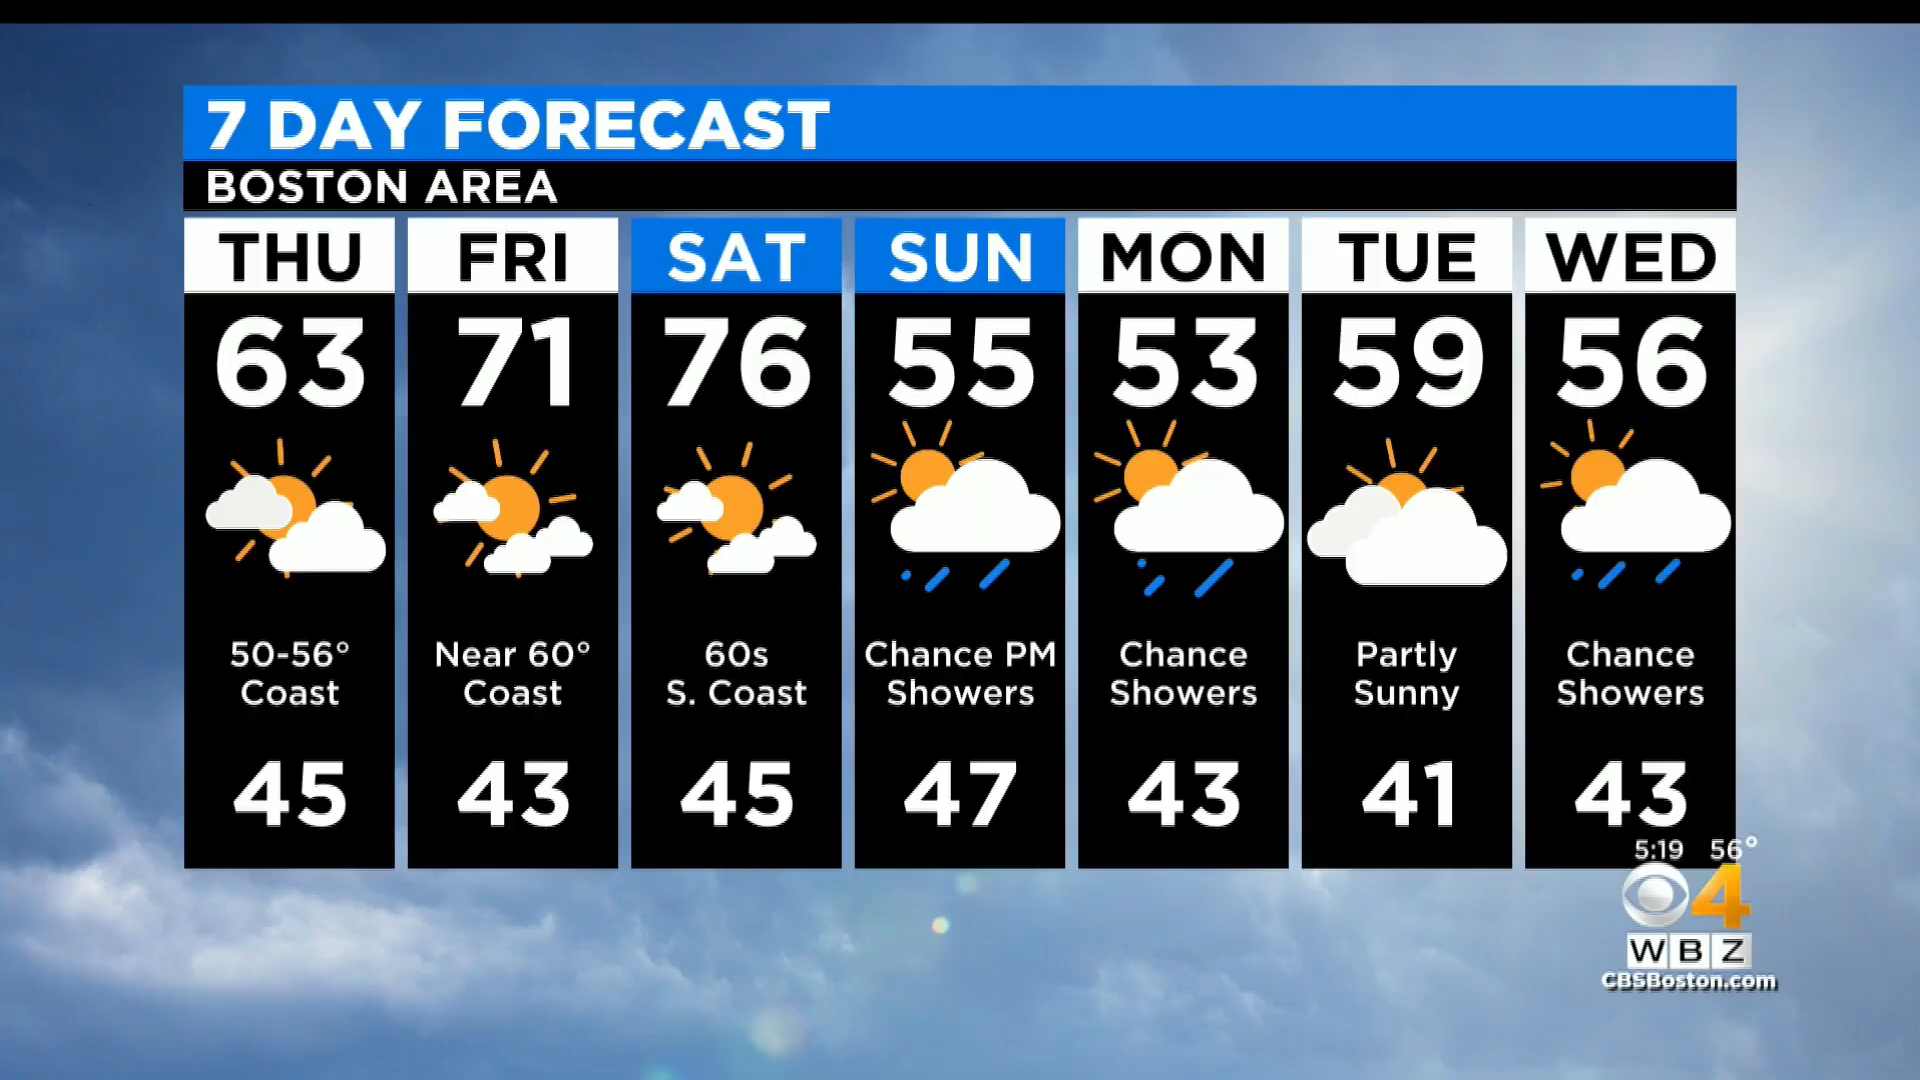 7 DAY FORECAST
BOSTON AREA
THU FRI SAT SUN MON TUE WED
63 71 76 55 53 59 56
50-56° Near 60° 60s Chance PM Chance Partly Chance
Coast Coast S. Coast Showers Showers Sunny Showers
45 43 45 47 43 41 43
5:19 56°
4
WBZ
CBSBoston.com